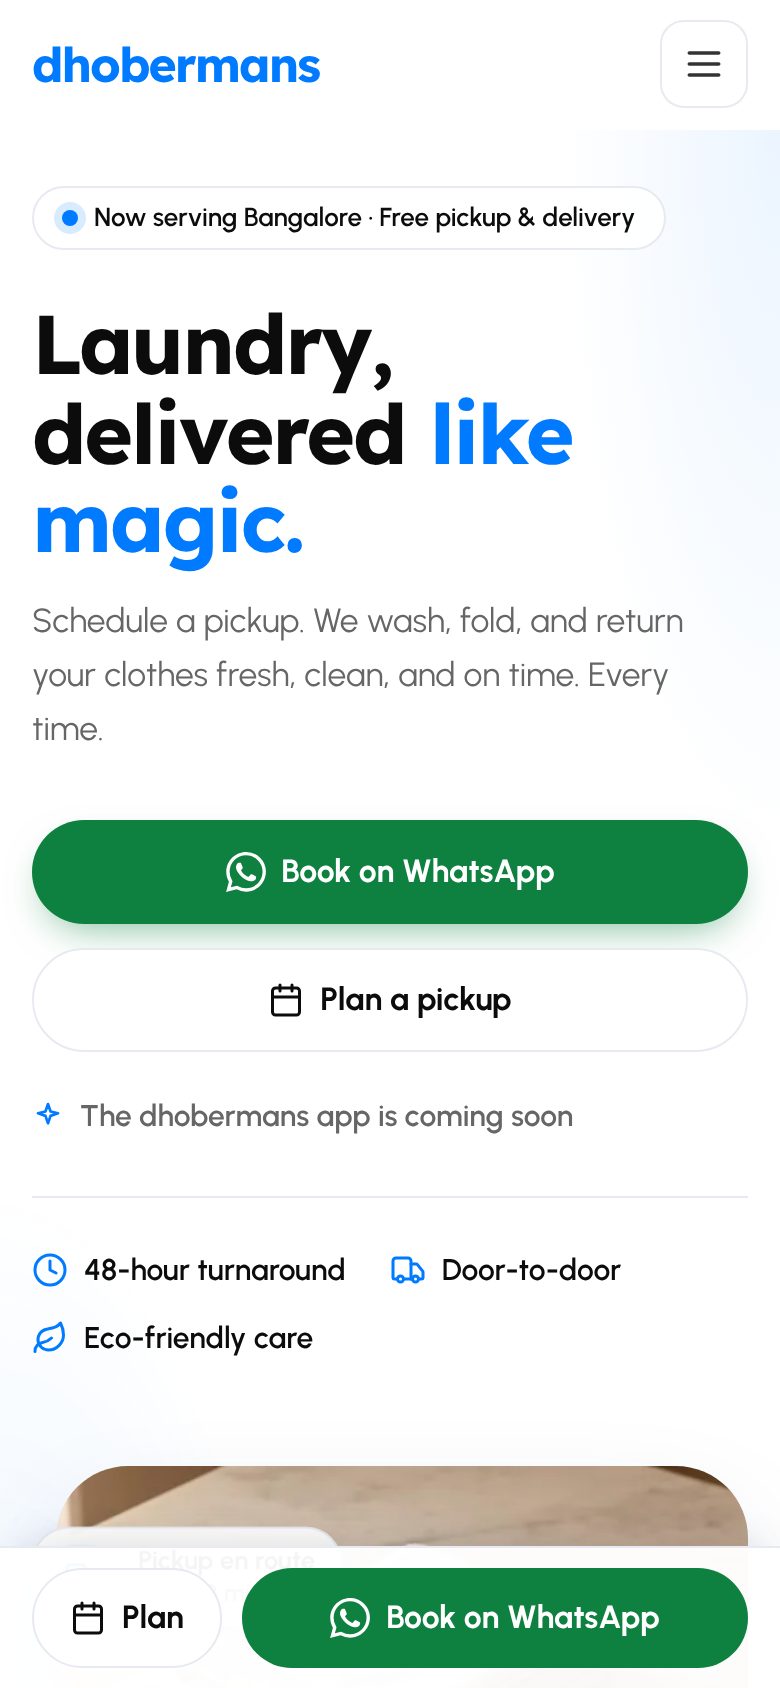 dhobermans
Now serving Bangalore · Free pickup & delivery
Laundry,
delivered like
magic.
Schedule a pickup. We wash, fold, and return
your clothes fresh, clean, and on time. Every
time.
Book on WhatsApp
Plan a pickup
The dhobermans app is coming soon
48-hour turnaround
Door-to-door
Eco-friendly care
Pickup en route
Plan
Book on WhatsApp